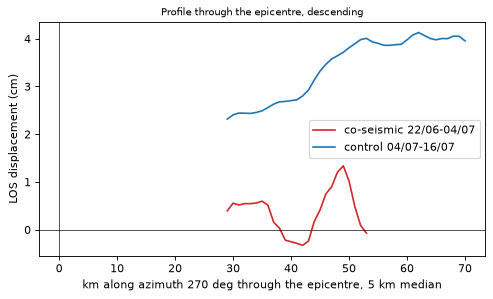 Profile through the epicentre, descending
LOS displacement (cm)
4
3
2
1
0
co-seismic 22/06-04/07
control 04/07-16/07
0 10 20 30 40 50 60 70
km along azimuth 270 deg through the epicentre, 5 km median